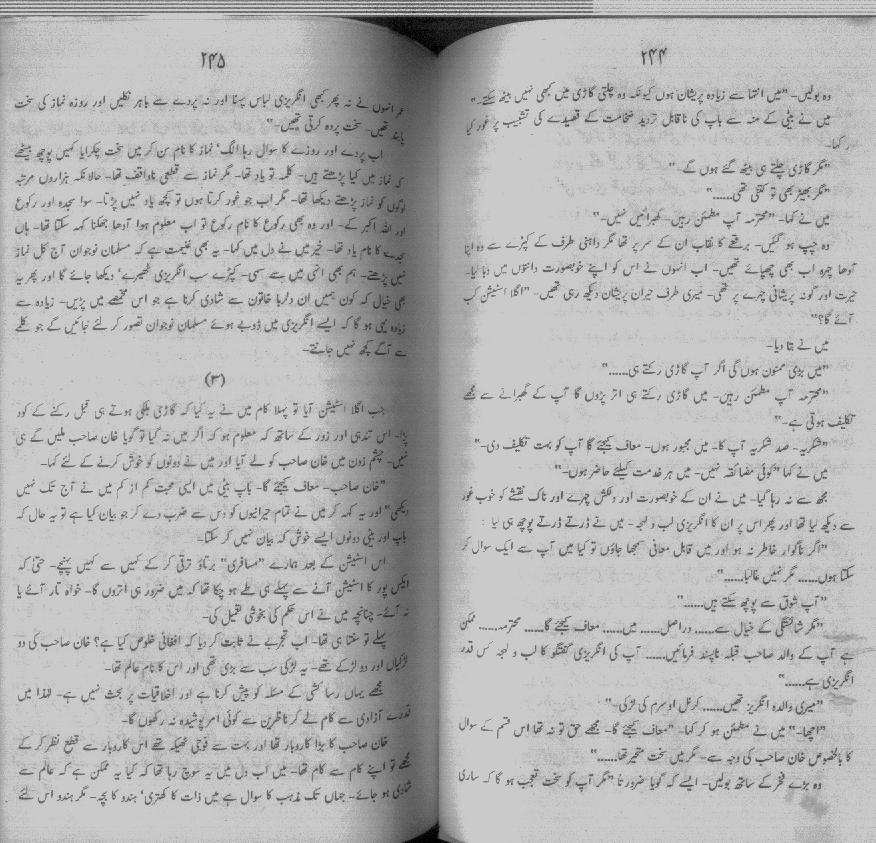 ۲۴۴
وہ بولیں۔ "میں انتہا سے زیادہ پریشان ہوں کیونکہ وہ چلتی گاڑی میں کبھی نہیں بیٹھ سکتے۔"
میں نے بیٹی کے منہ سے باپ کی ناقابل تردید ضخامت کے قصیدے کی تشبیب پر غور کیا
"مگر گاڑی چلتے ہی بیٹھ گئے ہوں گے۔"
"مگر بھیڑ بھی تو کتنی تھی......"
میں نے کہا۔ "محترمہ آپ مطمئن رہیں۔ گھبرائیں نہیں۔"
وہ چپ ہو گئیں۔ برقعے کا نقاب ان کے سر پر تھا مگر داہنی طرف کے کپڑے سے وہ اپنا
آدھا چہرہ اب بھی چھپائے تھیں۔ اب انہوں نے اس کو اپنے خوبصورت دانتوں میں دبا لیا۔
حیرت اور گونہ پریشانی چہرے پر تھی۔ میری طرف حیران پریشان دیکھ رہی تھیں۔ "اگلا اسٹیشن کب
آئے گا؟"
میں نے بتا دیا۔
"میں بڑی ممنون ہوں گی اگر آپ گاڑی رکتے ہی......"
"محترمہ آپ مطمئن رہیں۔ میں گاڑی رکتے ہی اتر پڑوں گا آپ کے گھبرانے سے مجھے
تکلیف ہوتی ہے۔"
"شکریہ۔ صد شکریہ آپ کا۔ میں مجبور ہوں۔ معاف کیجئے گا آپ کو بہت تکلیف دی۔"
میں نے کہا "کوئی مضائقہ نہیں۔ میں ہر خدمت کیلئے حاضر ہوں۔"
مجھ سے نہ رہا گیا۔ میں نے ان کے خوبصورت اور دلکش چہرے اور ناک نقشے کو خوب غور
سے دیکھ لیا تھا اور پھر اس پر ان کا انگریزی لب و لہجہ۔ میں نے ڈرتے ڈرتے پوچھ ہی لیا :
"اگر ناگوار خاطر نہ ہو اور میں قابل معافی سمجھا جاؤں تو کیا میں آپ سے ایک سوال کر
سکتا ہوں...... مگر نہیں غالبا......"
"آپ شوق سے پوچھ سکتے ہیں......"
"مگر شائستگی کے خیال سے...... دراصل...... میں...... معاف کیجئے گا...... محترمہ...... ممکن
ہے آپ کے والد صاحب قبلہ ناپسند فرمائیں...... آپ کی انگریزی گفتگو کا لب و لہجہ کس قدر
انگریزی ہے......"
"میری والدہ انگریز تھیں...... کرنل اوسرم کی لڑکی۔"
"اچھا۔" میں نے مطمئن ہو کر کہا۔ "معاف کیجئے گا۔ مجھے حق تو نہ تھا اس قسم کے سوال
کا بالخصوص خان صاحب کی وجہ سے۔ مگر میں سخت متحیر تھا......"
وہ بڑے فخر کے ساتھ بولیں۔ ایسے کہ گویا ضرور تا "مگر آپ کو سخت تعجب ہو گا کہ ساری
۲۴۵
عمر انہوں نے نہ پھر کبھی انگریزی لباس پہنا اور نہ پردے سے باہر نکلیں اور روزہ نماز کی سخت
پابند تھیں۔ سخت پردہ کرتی تھیں۔"
اب پردے اور روزے کا سوال رہا الگ' نماز کا نام سن کر میں سخت چکرایا کہیں پوچھ بیٹھے
کہ نماز میں کیا پڑھتے ہیں۔ کلمہ تو یاد تھا۔ مگر نماز سے قطعی ناواقف تھا۔ حالانکہ ہزاروں مرتبہ
لوگوں کو نماز پڑھتے دیکھا تھا۔ مگر اب جو غور کرتا ہوں تو کچھ یاد نہیں پڑتا۔ سوا سجدہ اور رکوع
اور اللہ اکبر کے۔ اور وہ بھی رکوع کا نام رکوع تو اب معلوم ہوا آدھا جھکنا کہہ سکتا تھا۔ ہاں
سجدے کا نام یاد تھا۔ خیر میں نے دل میں کہا۔ یہ بھی غنیمت ہے کہ مسلمان نوجوان آج کل نماز
نہیں پڑھتے۔ ہم بھی انہی میں سے سہی۔ کپڑے سب انگریزی ٹھیرے' دیکھا جائے گا اور پھر یہ
بھی خیال کہ کون ہمیں ان دلربا خاتون سے شادی کرنا ہے جو اس مخمصے میں پڑیں۔ زیادہ سے
زیادہ یہی ہو گا کہ ایسے انگریزی میں ڈوبے ہوئے مسلمان نوجوان تصور کر لئے جائیں گے جو کلمے
سے آگے کچھ نہیں جانتے۔
(۳)
جب اگلا اسٹیشن آیا تو پہلا کام میں نے یہ کیا کہ گاڑی ہلکی ہوتے ہی قبل رکنے کے کود
پڑا۔ اس تندہی اور زور کے ساتھ کہ معلوم ہو کہ اگر میں نہ گیا تو گویا خان صاحب ملیں گے ہی
نہیں۔ چشم زدن میں خان صاحب کو لے آیا اور میں نے دونوں کو خوش کرنے کے لئے کہا۔
"خان صاحب۔ معاف کیجئے گا۔ باپ بیٹی میں ایسی محبت کم از کم میں نے آج تک نہیں
دیکھی" اور یہ کہہ کر میں نے تمام حیرانیوں کو دس سے ضرب دے کر جو بیان کیا ہے تو یہ حال کہ
باپ اور بیٹی دونوں ایسے خوش کہ بیان نہیں کر سکتا۔
اس اسٹیشن کے بعد ہمارے "مسافری" برتاؤ ترقی کر کے کہیں سے کہیں پہنچے۔ حتیٰ کہ
ایکس پور کا اسٹیشن آنے سے پہلے ہی طے ہو چکا تھا کہ میں ضرور ہی اتروں گا۔ خواہ تار آئے یا
نہ آئے۔ چنانچہ میں نے اس حکم کی بخوشی تعمیل کی۔
پہلے تو سنتا ہی تھا۔ اب تجربے نے ثابت کر دیا کہ افغانی خلوص کیا ہے؟ خان صاحب کی دو
لڑکیاں اور دو لڑکے تھے۔ یہ لڑکی سب سے بڑی تھی اور اس کا نام عالم تھا۔
مجھے یہاں رسا کشی کے مسئلہ کو پیش کرنا ہے اور اخلاقیات پر بحث نہیں ہے۔ لہٰذا میں
قدرے آزادی سے کام لے کر ناظرین سے کوئی امر پوشیدہ نہ رکھوں گا۔
خان صاحب کا بڑا کاروبار تھا اور بہت سے فوجی ٹھیکہ تھے اس کاروبار سے قطع نظر کر کے
مجھے تو اپنے کام سے کام تھا۔ میں اب دل میں یہ سوچ رہا تھا کہ کیا یہ ممکن ہے کہ عالم سے
شادی ہو جائے۔ جہاں تک مذہب کا سوال ہے میں ذات کا کھتری' ہندو کا بچہ۔ مگر ہندو اس لئے